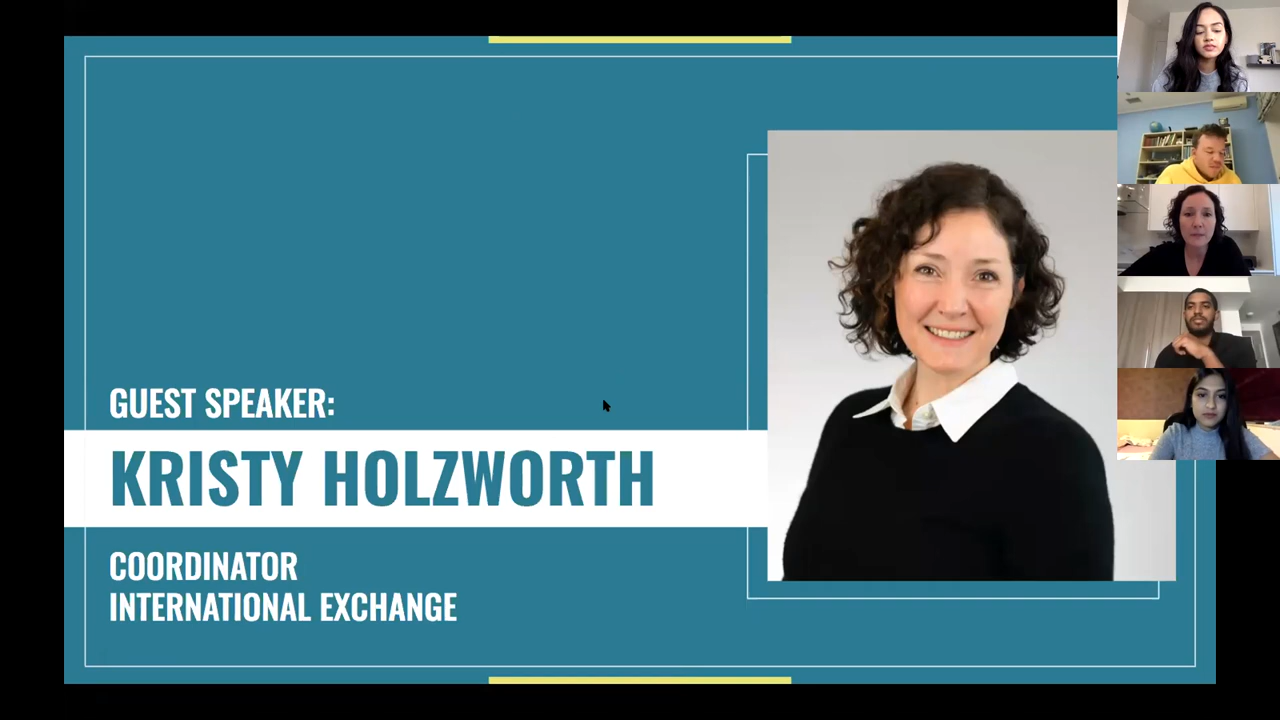 GUEST SPEAKER:
KRISTY HOLZWORTH
COORDINATOR
INTERNATIONAL EXCHANGE